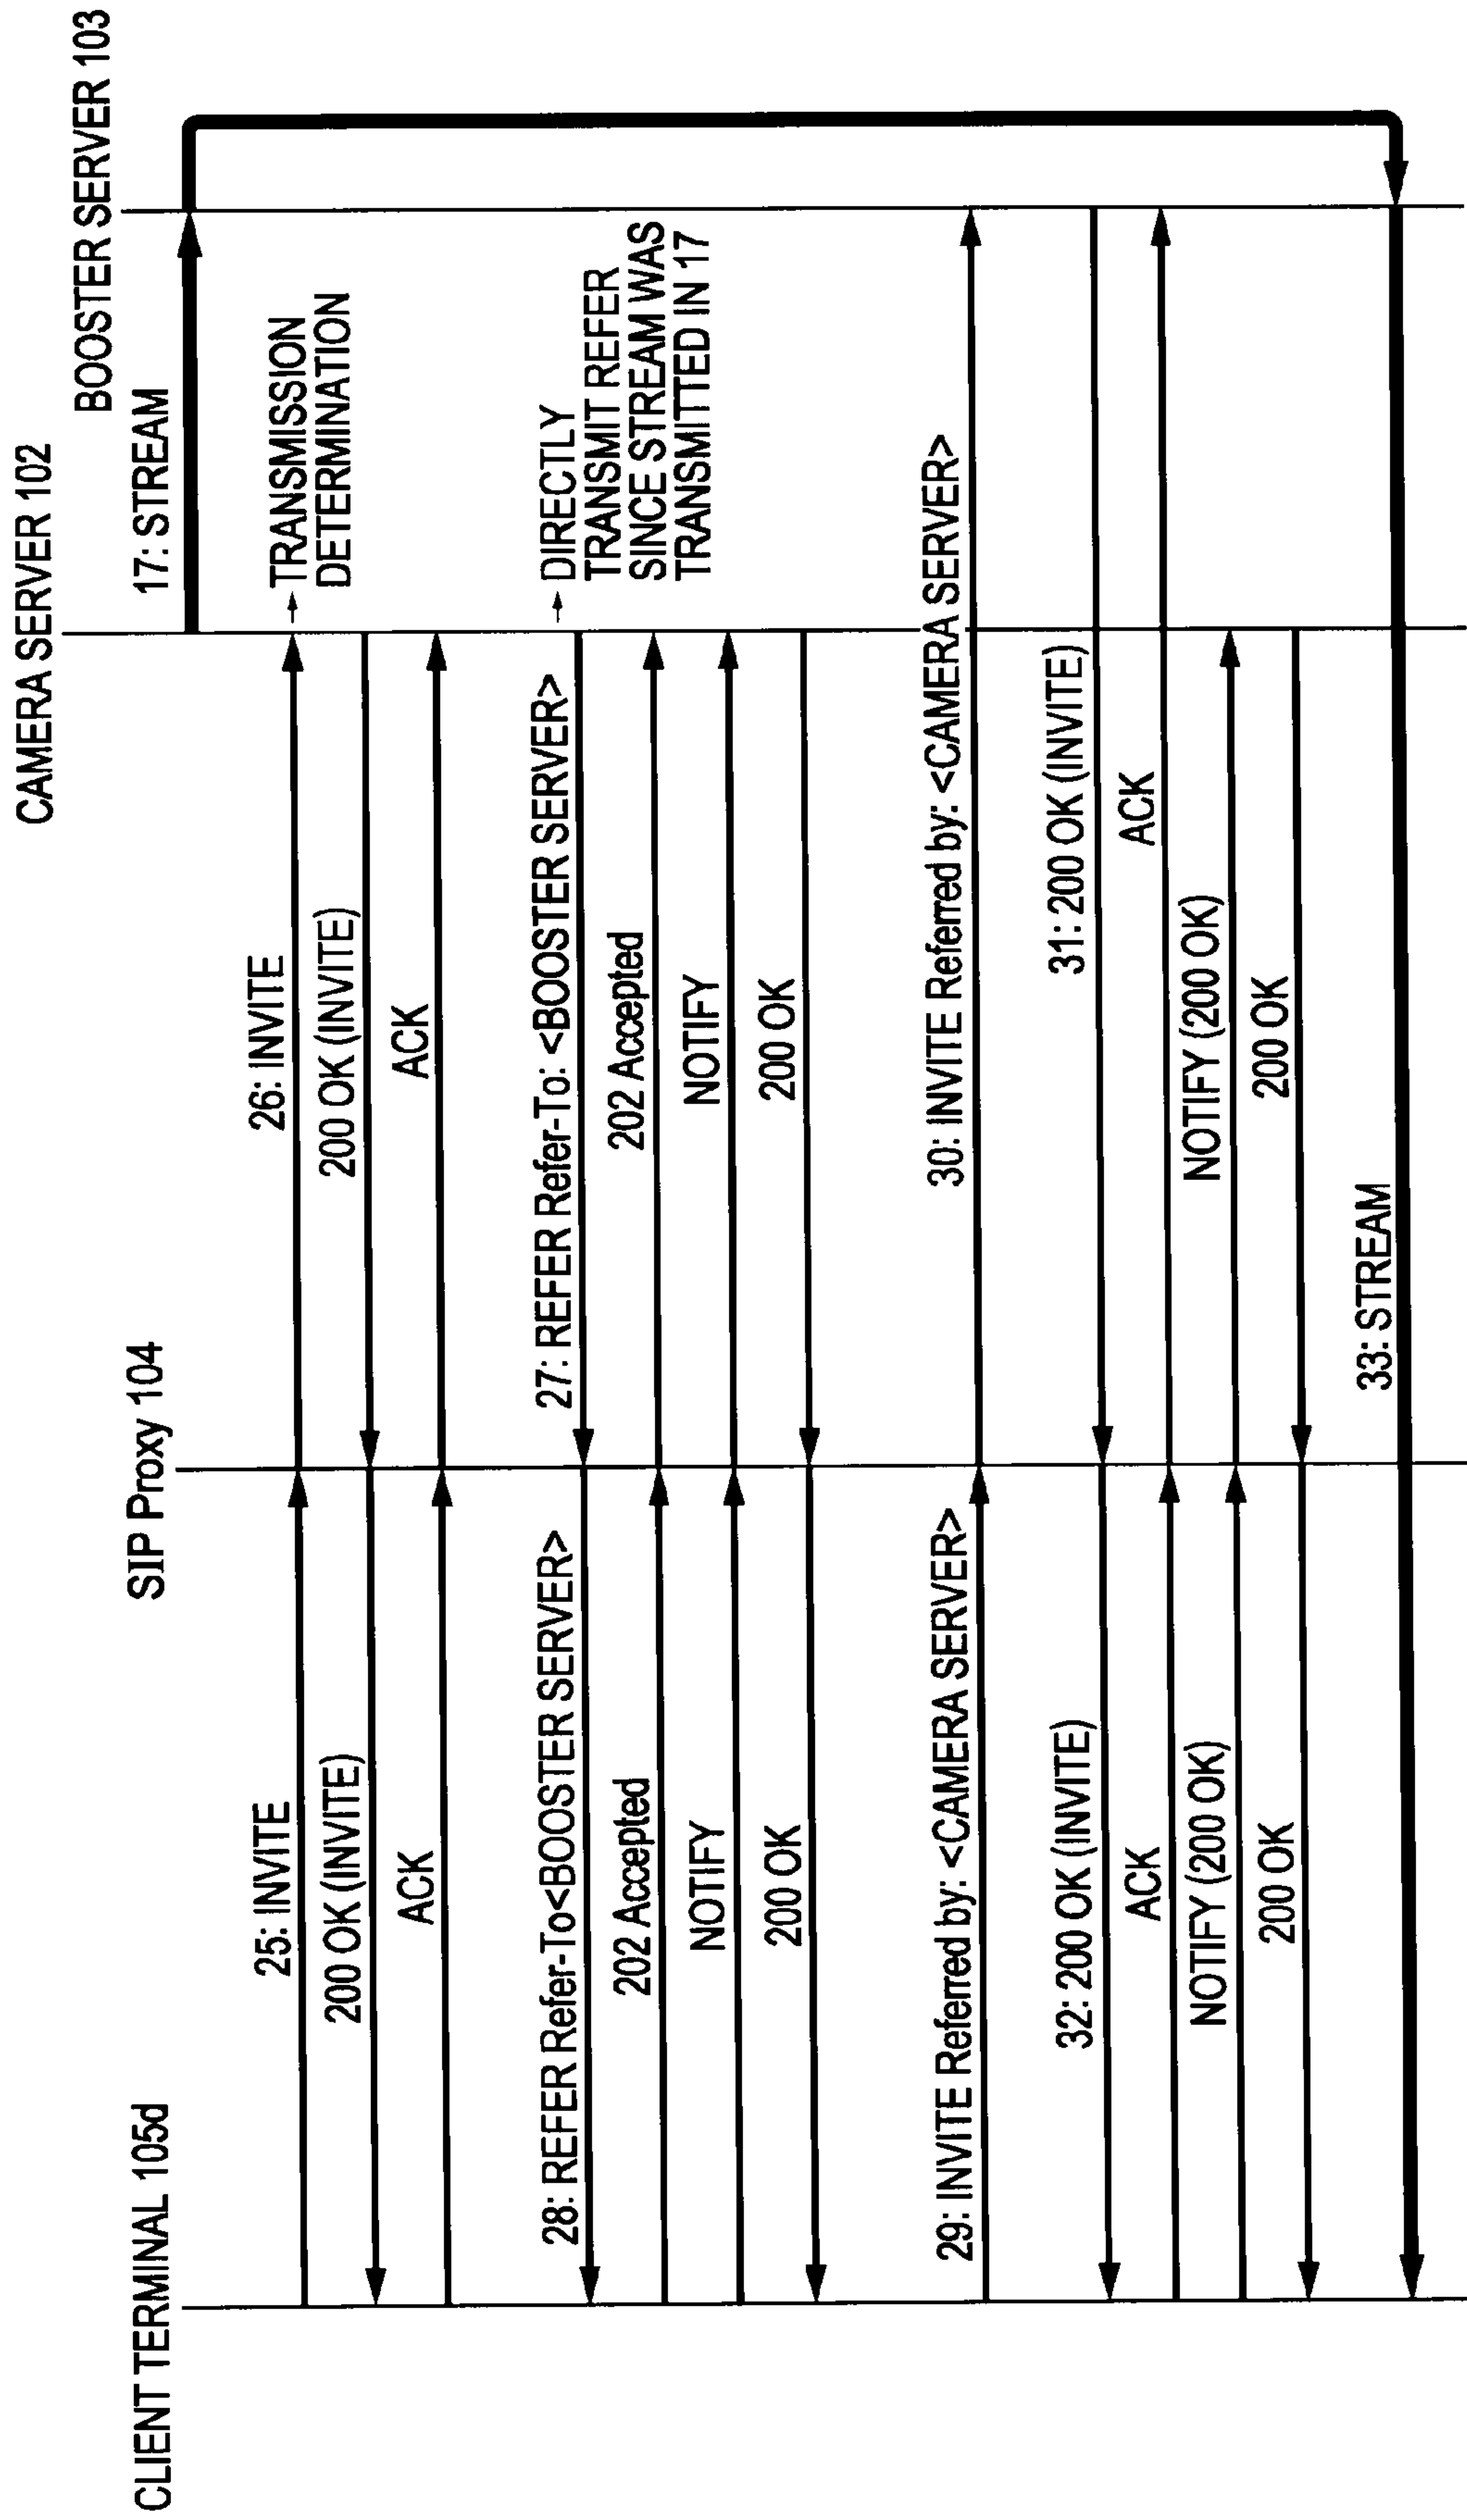 CLIENT TERMINAL 105d
SIP Proxy 104
CAMERA SERVER 102
BOOSTER SERVER 103
17: STREAM
25: INVITE
26: INVITE
TRANSMISSION
DETERMINATION
200 OK (INVITE)
200 OK (INVITE)
ACK
ACK
28: REFER Refer-To<BOOSTER SERVER>
27: REFER Refer-To: <BOOSTER SERVER>
DIRECTLY
TRANSMIT REFER
SINCE STREAM WAS
TRANSMITTED IN 17
202 Accepted
202 Accepted
NOTIFY
NOTIFY
200 OK
200 OK
29: INVITE Referred by: <CAMERA SERVER>
30: INVITE Referred by: <CAMERA SERVER>
32: 200 OK (INVITE)
31: 200 OK (INVITE)
ACK
ACK
NOTIFY (200 OK)
NOTIFY (200 OK)
200 OK
200 OK
33: STREAM